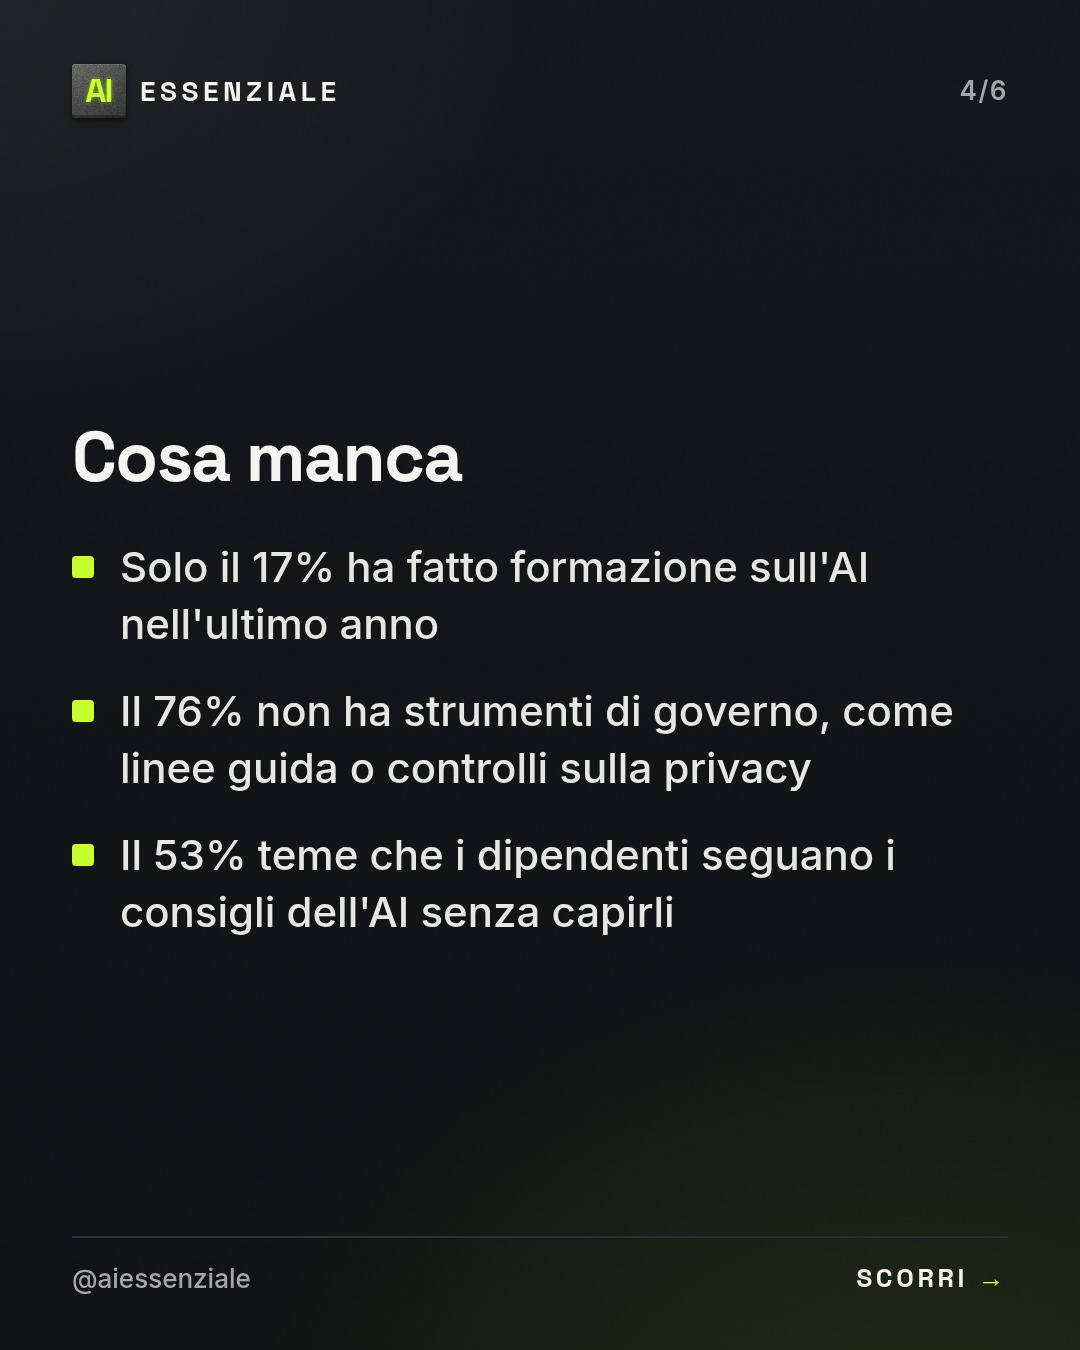 AI ESSENZIALE
4/6
Cosa manca
Solo il 17% ha fatto formazione sull'AI
nell'ultimo anno
Il 76% non ha strumenti di governo, come
linee guida o controlli sulla privacy
Il 53% teme che i dipendenti seguano i
consigli dell'AI senza capirli
@aiessenziale
SCORRI →